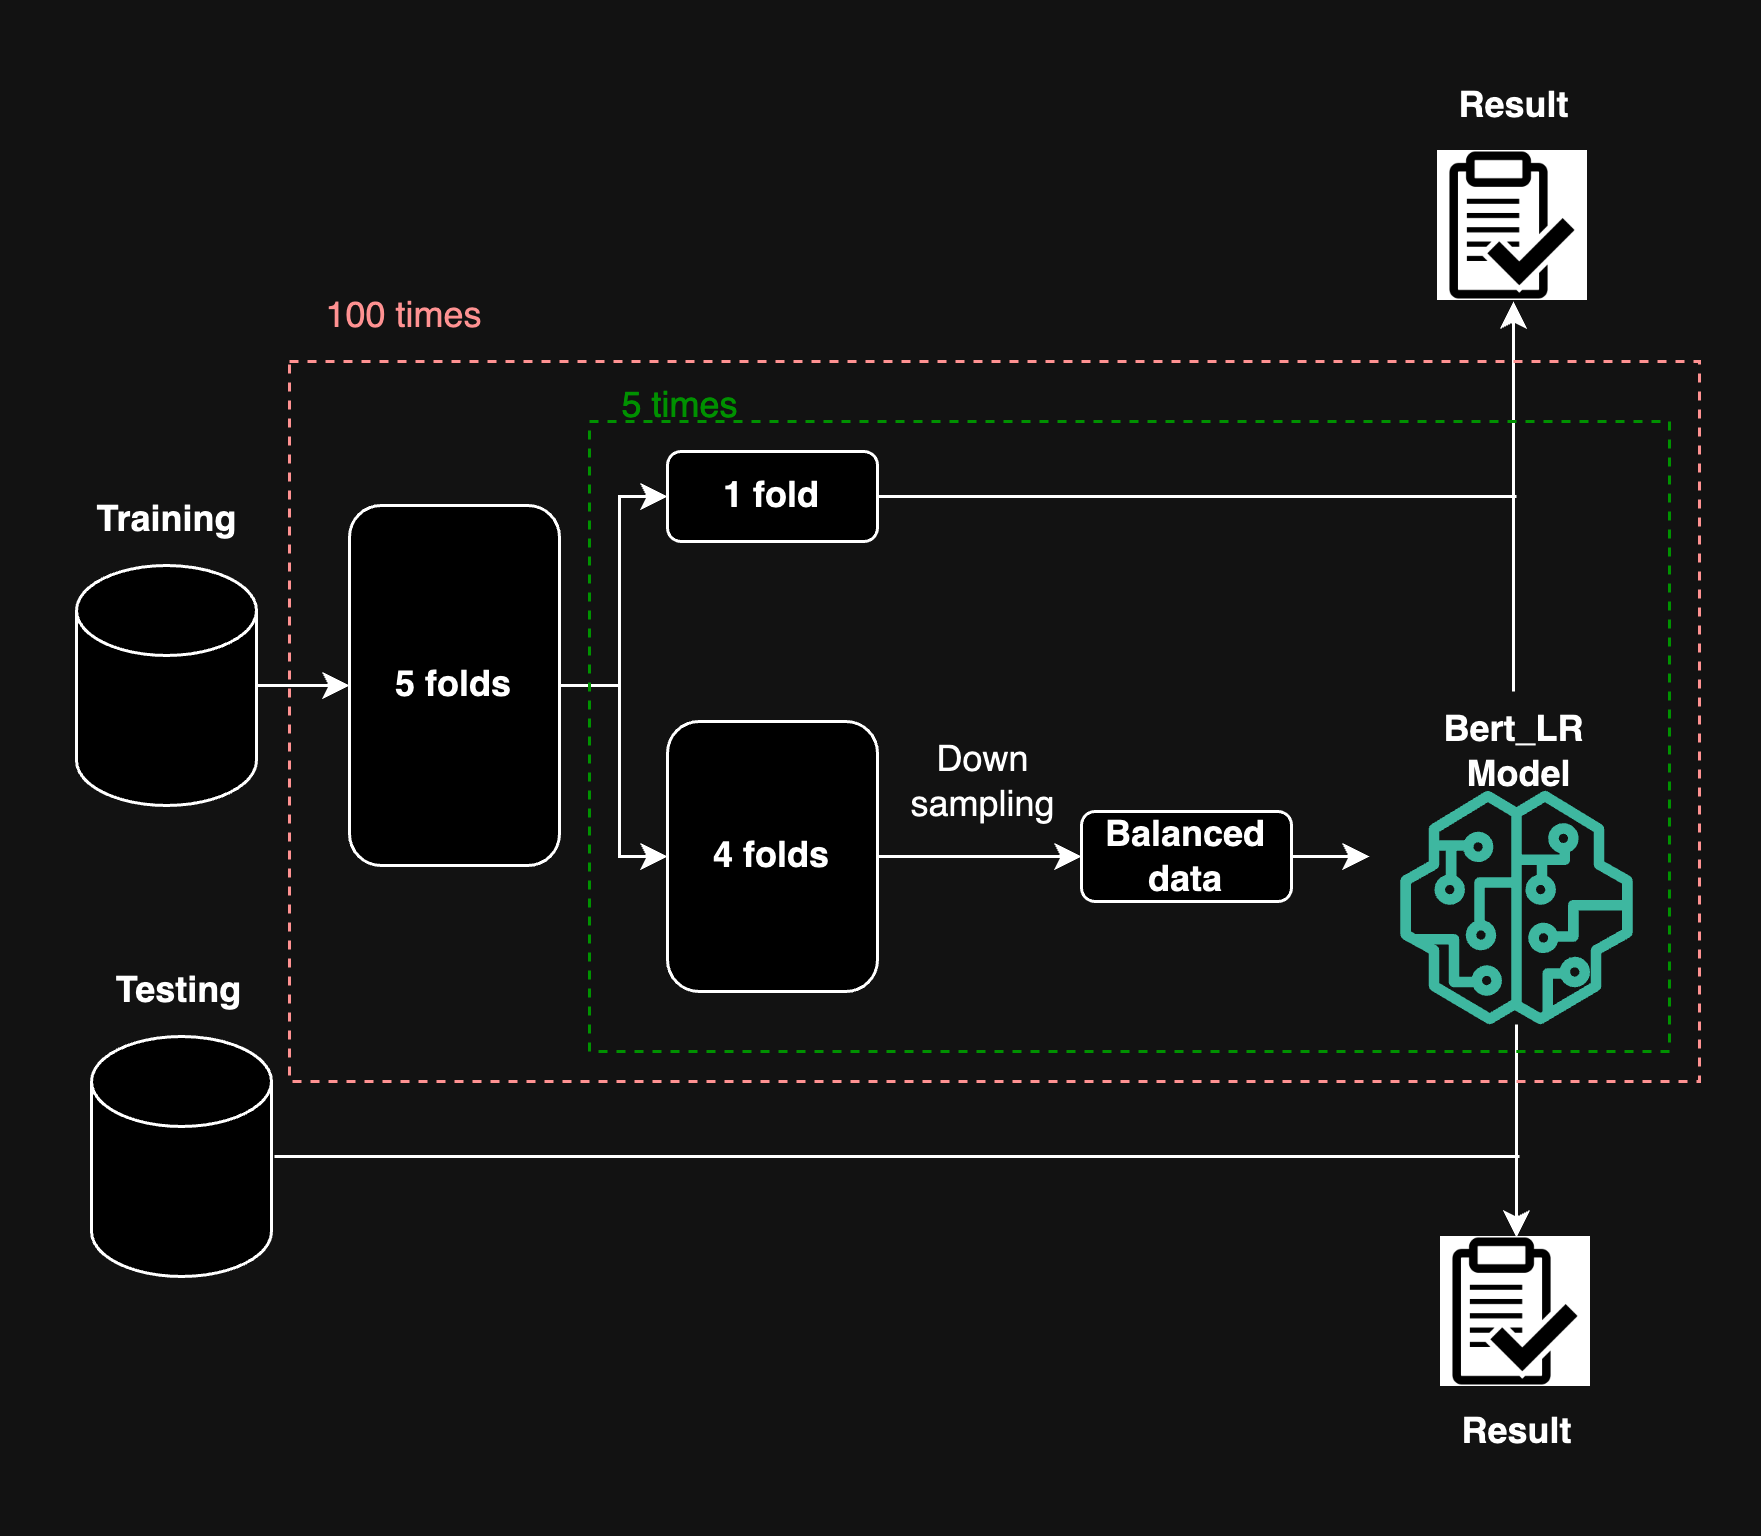 Result
100 times
5 times
1 fold
Training
5 folds
Bert_LR
Model
Down
sampling
Balanced
data
4 folds
Testing
Result